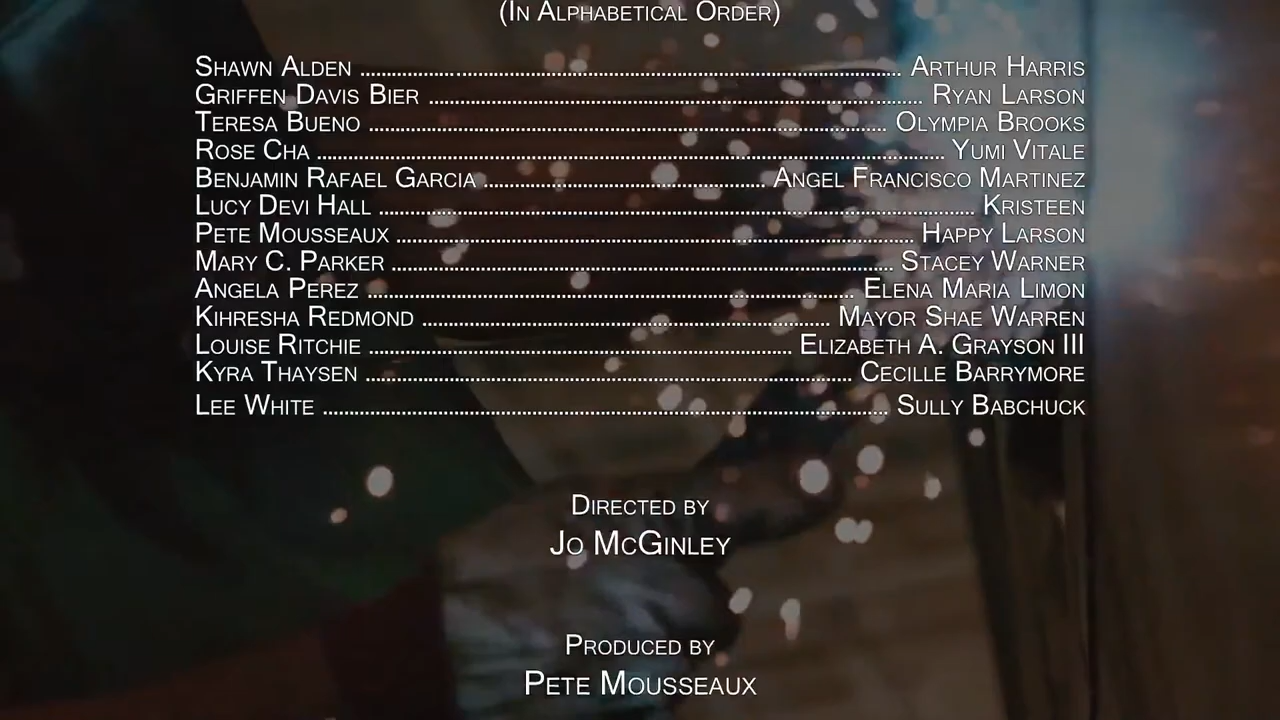 (In Alphabetical Order)
Shawn Alden ........ Arthur Harris
Griffen Davis Bier ........ Ryan Larson
Teresa Bueno ........ Olympia Brooks
Rose Cha ........ Yumi Vitale
Benjamin Rafael Garcia ........ Angel Francisco Martinez
Lucy Devi Hall ........ Kristeen
Pete Mousseaux ........ Happy Larson
Mary C. Parker ........ Stacey Warner
Angela Perez ........ Elena Maria Limon
Kihresha Redmond ........ Mayor Shae Warren
Louise Ritchie ........ Elizabeth A. Grayson III
Kyra Thaysen ........ Cecille Barrymore
Lee White ........ Sully Babchuck
Directed by
Jo McGinley
Produced by
Pete Mousseaux